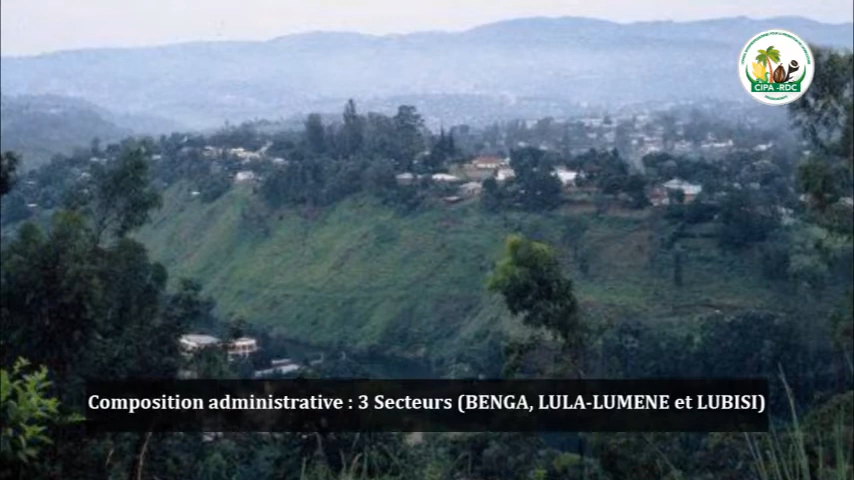 CIPA -RDC
Composition administrative : 3 Secteurs (BENGA, LULA-LUMENE et LUBISI)